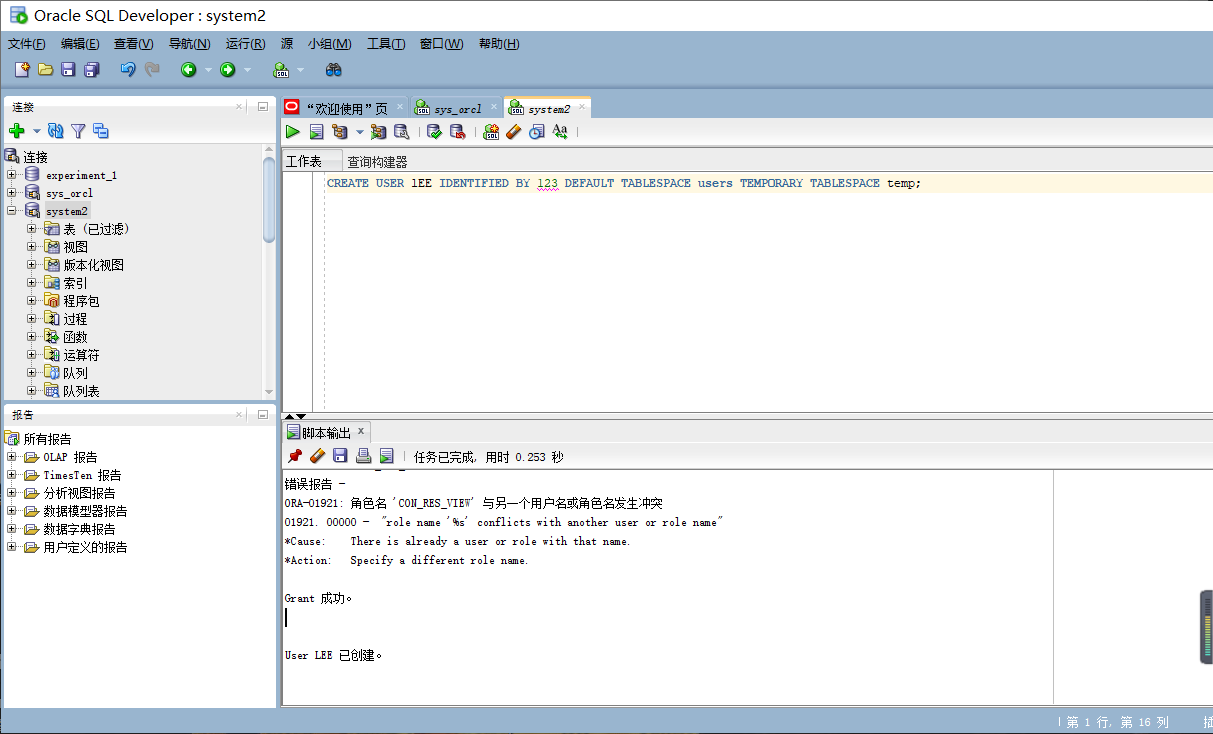 Oracle SQL Developer : system2
文件(F) 编辑(E) 查看(V) 导航(N) 运行(R) 源 小组(M) 工具(T) 窗口(W) 帮助(H)
连接
连接
experiment_1
sys_orcl
system2
表 (已过滤)
视图
版本化视图
索引
程序包
过程
函数
运算符
队列
队列表
报告
所有报告
OLAP 报告
TimesTen 报告
分析视图报告
数据模型器报告
数据字典报告
用户定义的报告
“欢迎使用”页 sys_orcl system2
工作表 查询构建器
CREATE USER lEE IDENTIFIED BY 123 DEFAULT TABLESPACE users TEMPORARY TABLESPACE temp;
脚本输出
任务已完成, 用时 0.253 秒
错误报告 -
ORA-01921: 角色名 'CON_RES_VIEW' 与另一个用户名或角色名发生冲突
01921. 00000 - "role name '%s' conflicts with another user or role name"
*Cause: There is already a user or role with that name.
*Action: Specify a different role name.
Grant 成功。
User LEE 已创建。
第 1 行, 第 16 列